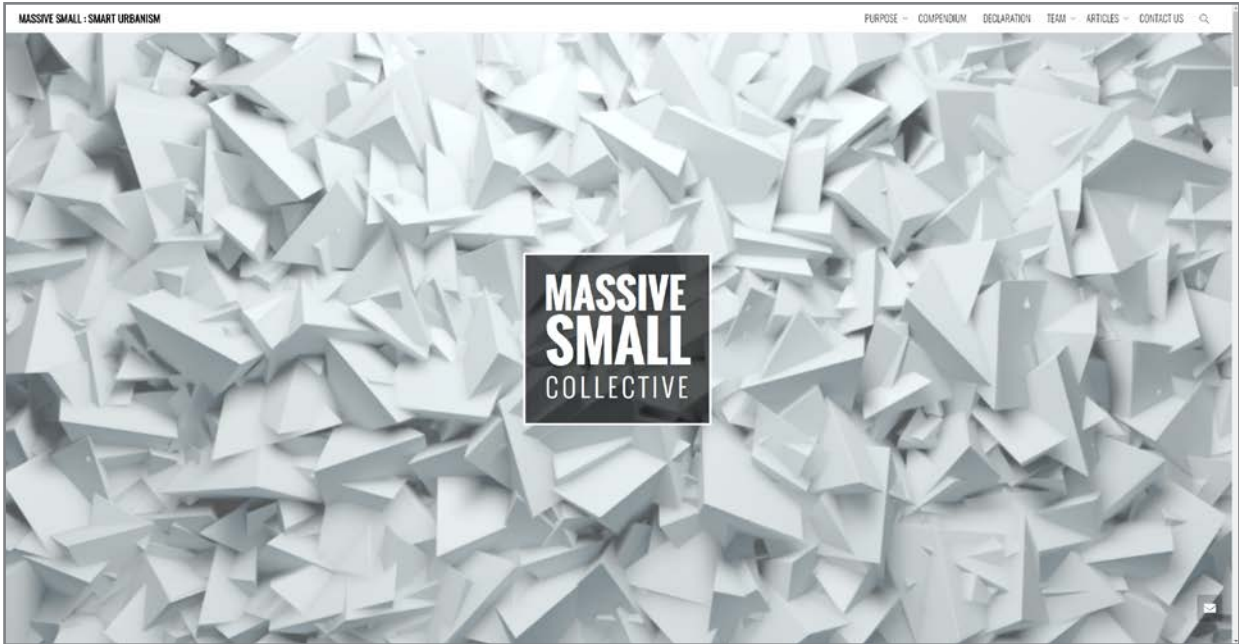 MASSIVE SMALL : SMART URBANISM
PURPOSE COMPENDIUM DECLARATION TEAM ARTICLES CONTACT US
MASSIVE
SMALL
COLLECTIVE